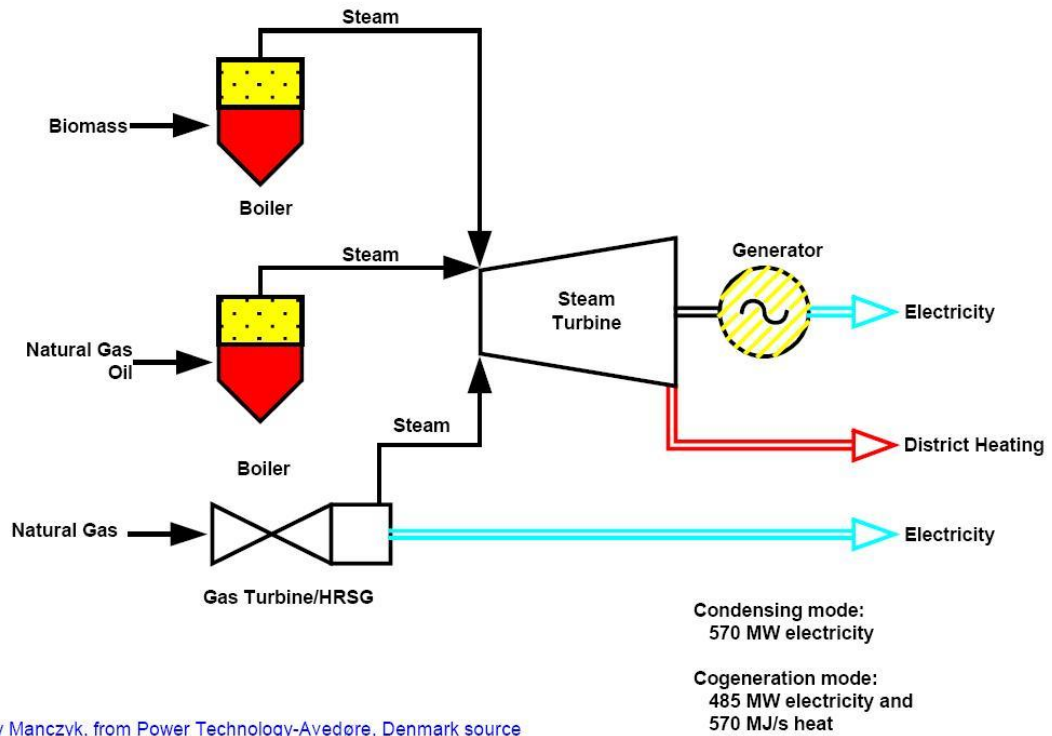 Steam
Biomass
Boiler
Steam
Generator
Steam
Turbine
Electricity
Natural Gas
Oil
Steam
District Heating
Boiler
Natural Gas
Electricity
Gas Turbine/HRSG
Condensing mode:
570 MW electricity
Cogeneration mode:
485 MW electricity and
570 MJ/s heat
Manczyk, from Power Technology-Avedøre, Denmark source